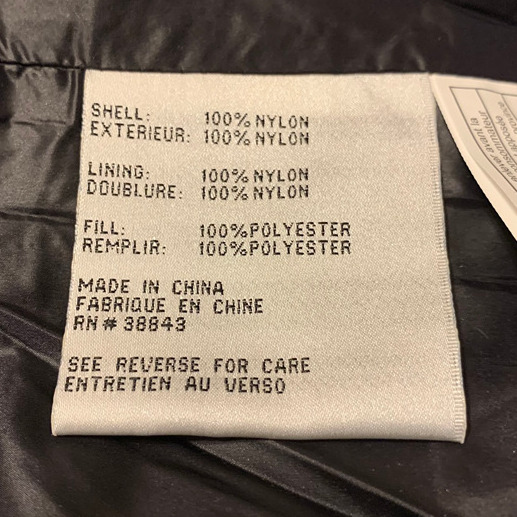 SHELL: 100% NYLON
EXTERIEUR: 100% NYLON
LINING: 100% NYLON
DOUBLURE: 100% NYLON
FILL: 100% POLYESTER
REMPLIR: 100% POLYESTER
MADE IN CHINA
FABRIQUE EN CHINE
RN # 38843
SEE REVERSE FOR CARE
ENTRETIEN AU VERSO